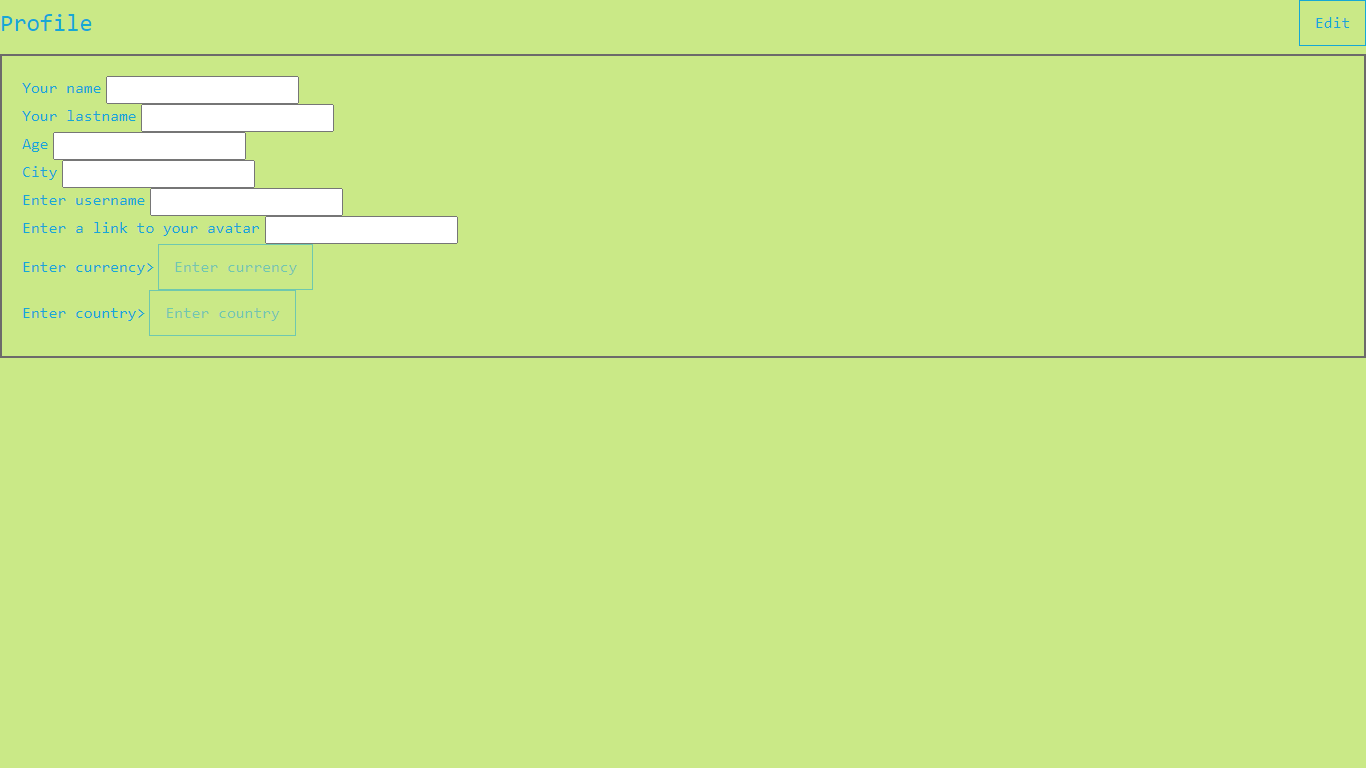 Profile
Edit
Your name
Your lastname
Age
City
Enter username
Enter a link to your avatar
Enter currency> Enter currency
Enter country> Enter country